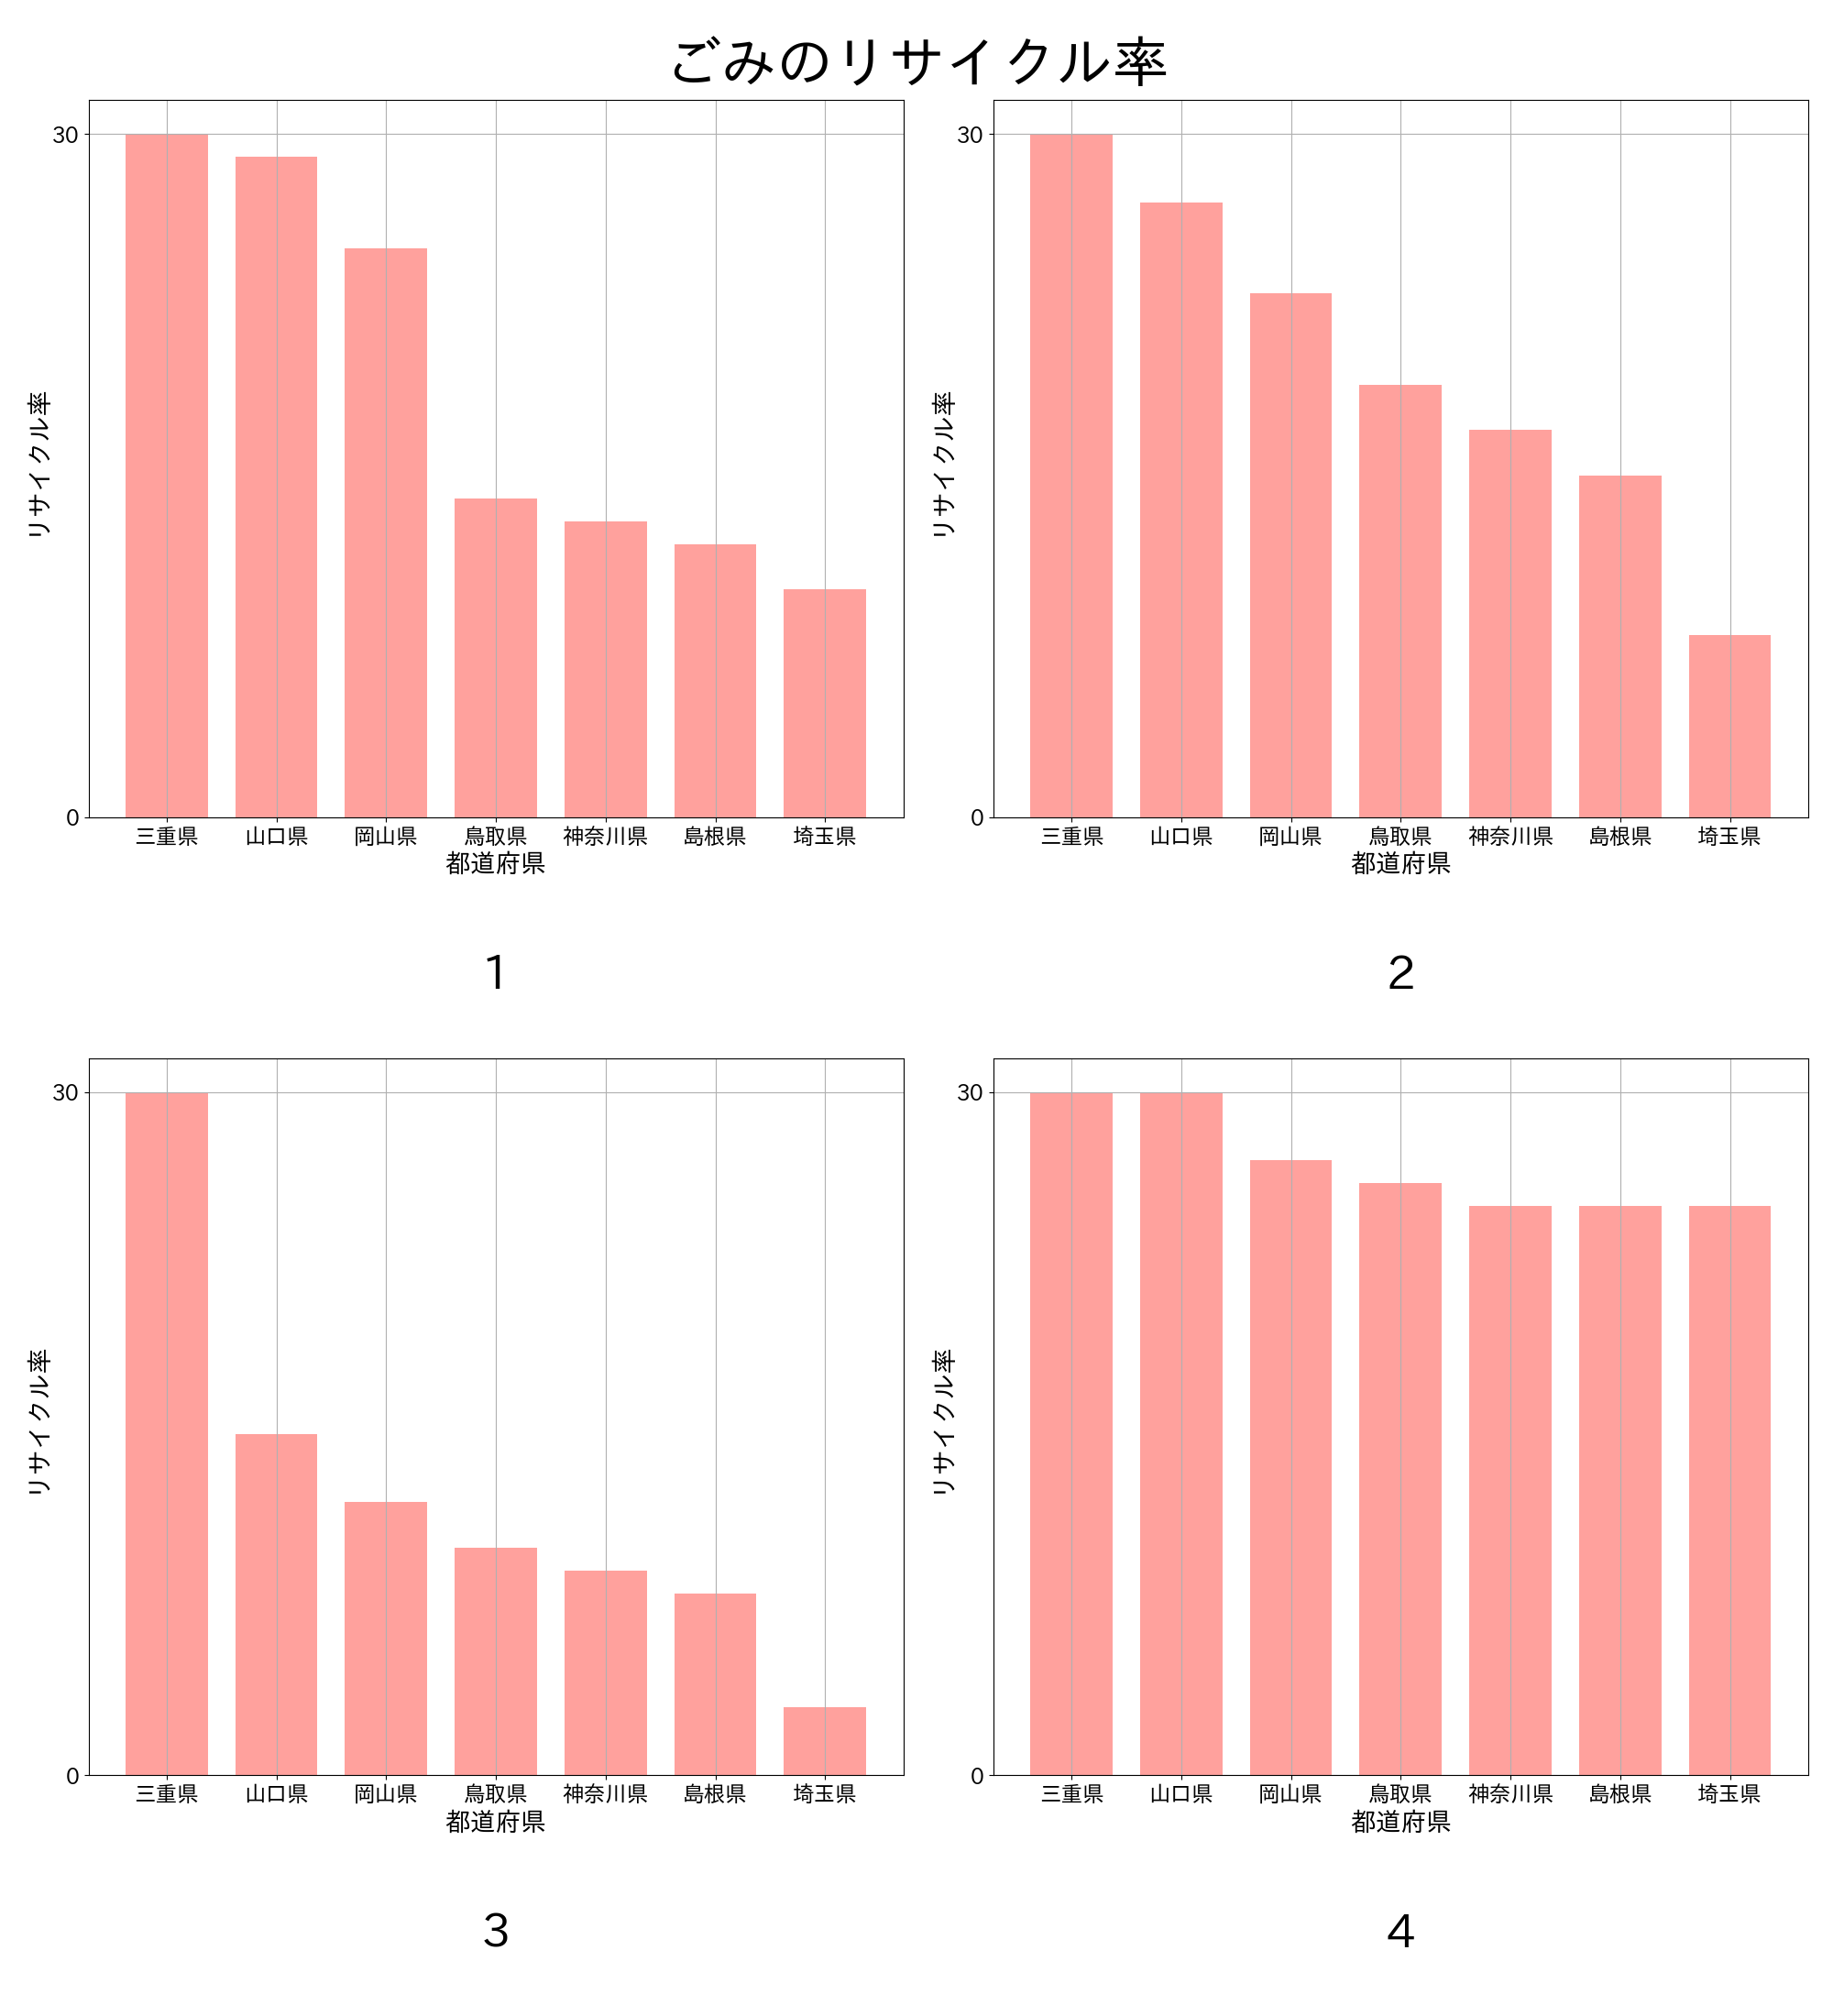 ごみのリサイクル率
30
0
リサイクル率
三重県 山口県 岡山県 鳥取県 神奈川県 島根県 埼玉県
都道府県
1
30
0
リサイクル率
三重県 山口県 岡山県 鳥取県 神奈川県 島根県 埼玉県
都道府県
2
30
0
リサイクル率
三重県 山口県 岡山県 鳥取県 神奈川県 島根県 埼玉県
都道府県
3
30
0
リサイクル率
三重県 山口県 岡山県 鳥取県 神奈川県 島根県 埼玉県
都道府県
4